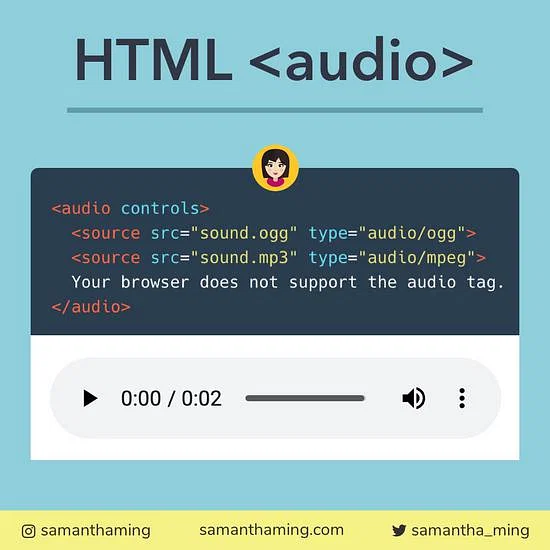 HTML <audio>
<audio controls>
<source src="sound.ogg" type="audio/ogg">
<source src="sound.mp3" type="audio/mpeg">
Your browser does not support the audio tag.
</audio>
0:00 / 0:02
samanthaming samanthaming.com samantha_ming